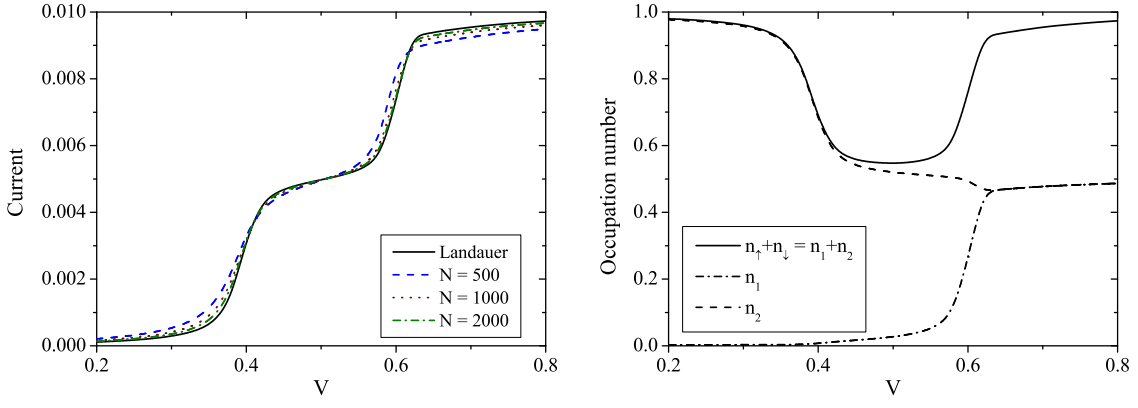 0.010
0.008
0.006
0.004
0.002
0.000
Current
Landauer
N = 500
N = 1000
N = 2000
0.2 0.4 0.6 0.8
V
1.0
0.8
0.6
0.4
0.2
0.0
Occupation number
n↑+n↓ = n₁+n₂
n₁
n₂
0.2 0.4 0.6 0.8
V